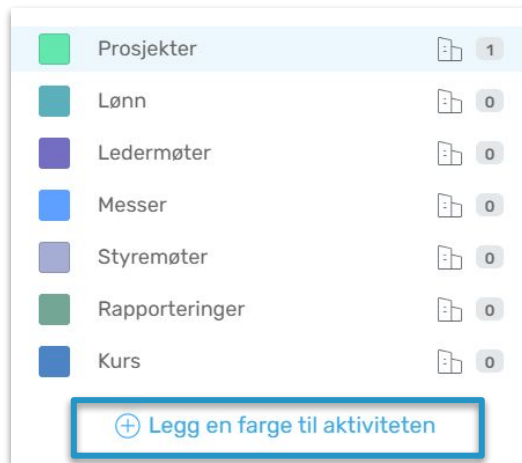 Prosjekter 1
Lønn 0
Ledermøter 0
Messer 0
Styremøter 0
Rapporteringer 0
Kurs 0
Legg en farge til aktiviteten